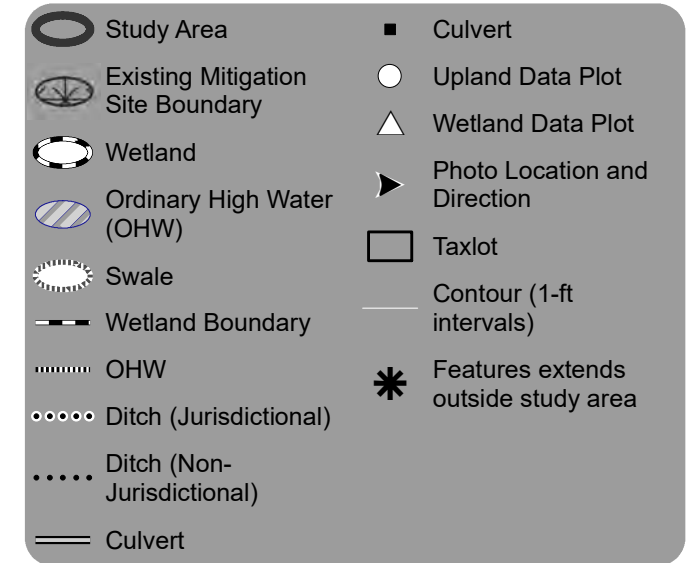 Study Area
Existing Mitigation
Site Boundary
Wetland
Ordinary High Water
(OHW)
Swale
Wetland Boundary
OHW
Ditch (Jurisdictional)
Ditch (Non-
Jurisdictional)
Culvert
Culvert
Upland Data Plot
Wetland Data Plot
Photo Location and
Direction
Taxlot
Contour (1-ft
intervals)
Features extends
outside study area